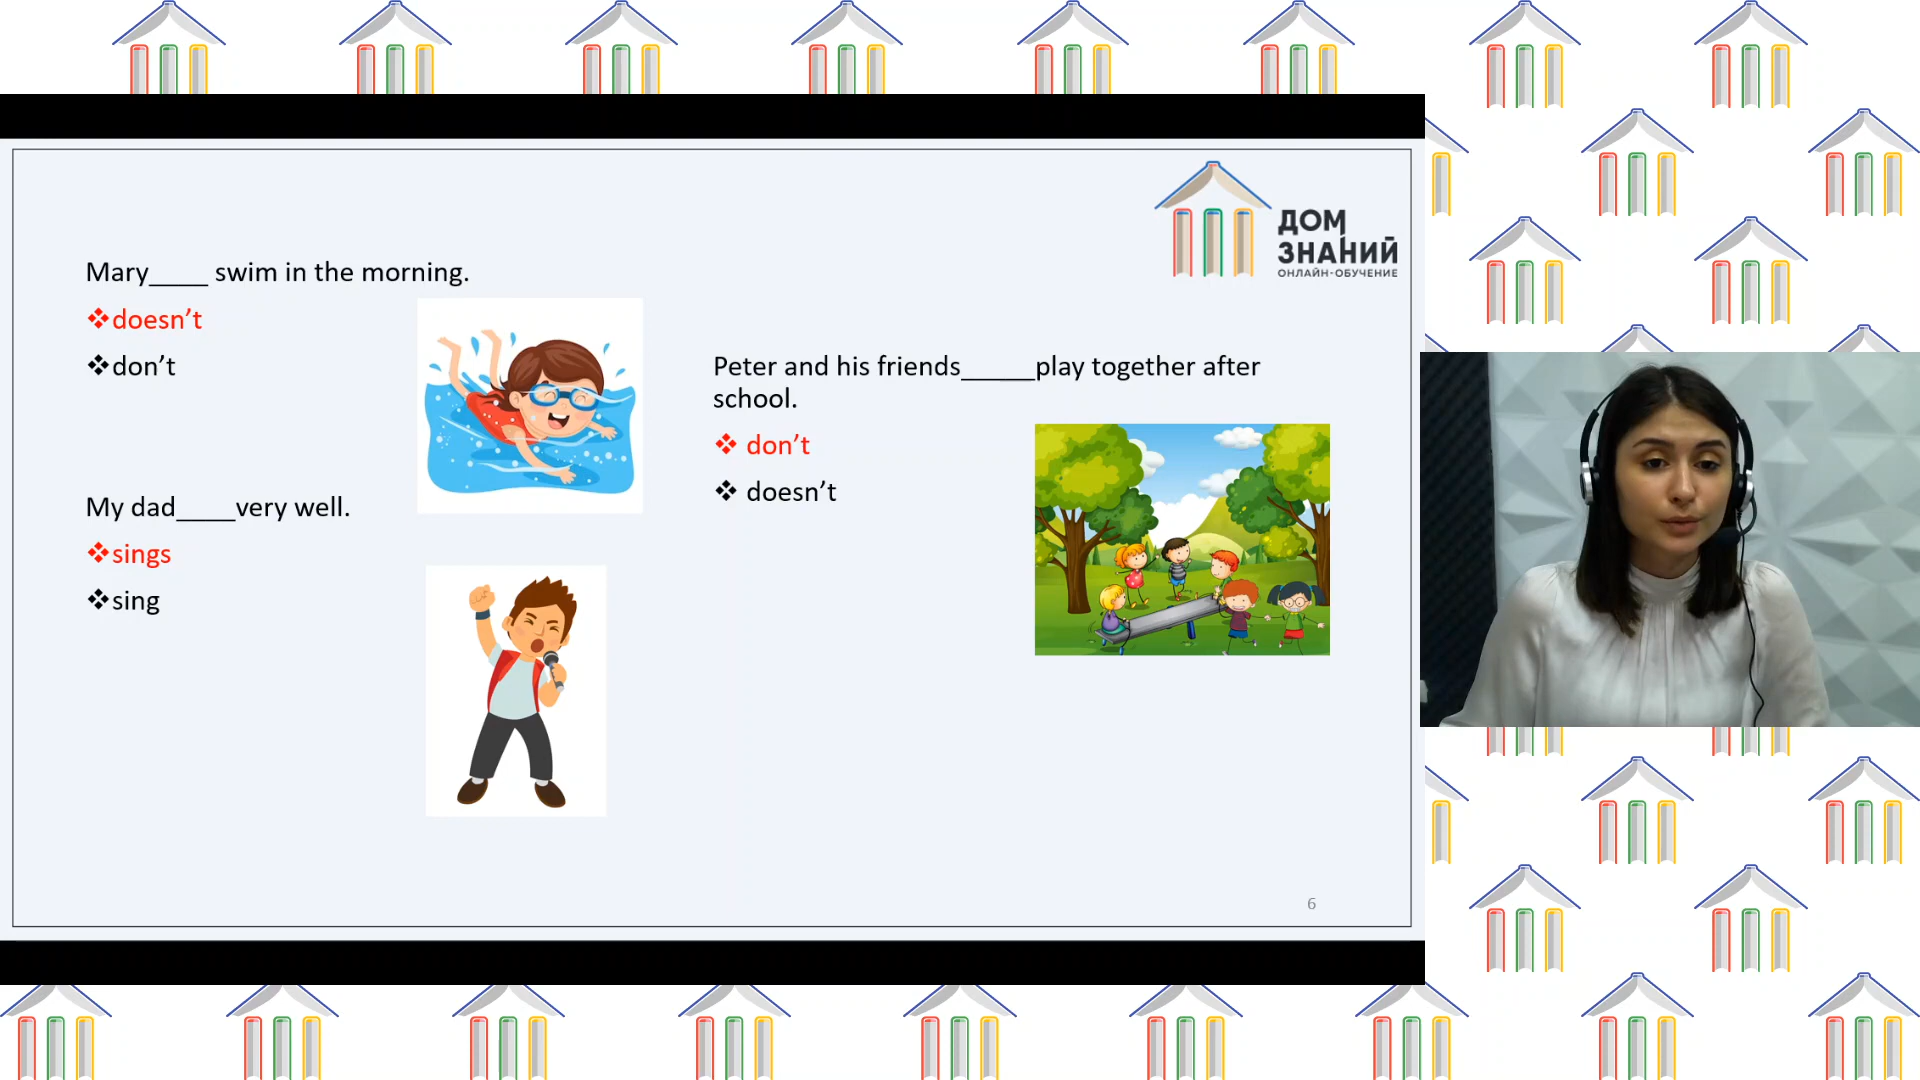 ДОМ
ЗНАНИЙ
ОНЛАЙН-ОБУЧЕНИЕ
Mary____ swim in the morning.
❖doesn’t
❖don’t
My dad____very well.
❖sings
❖sing
Peter and his friends_____play together after
school.
❖ don’t
❖ doesn’t
6